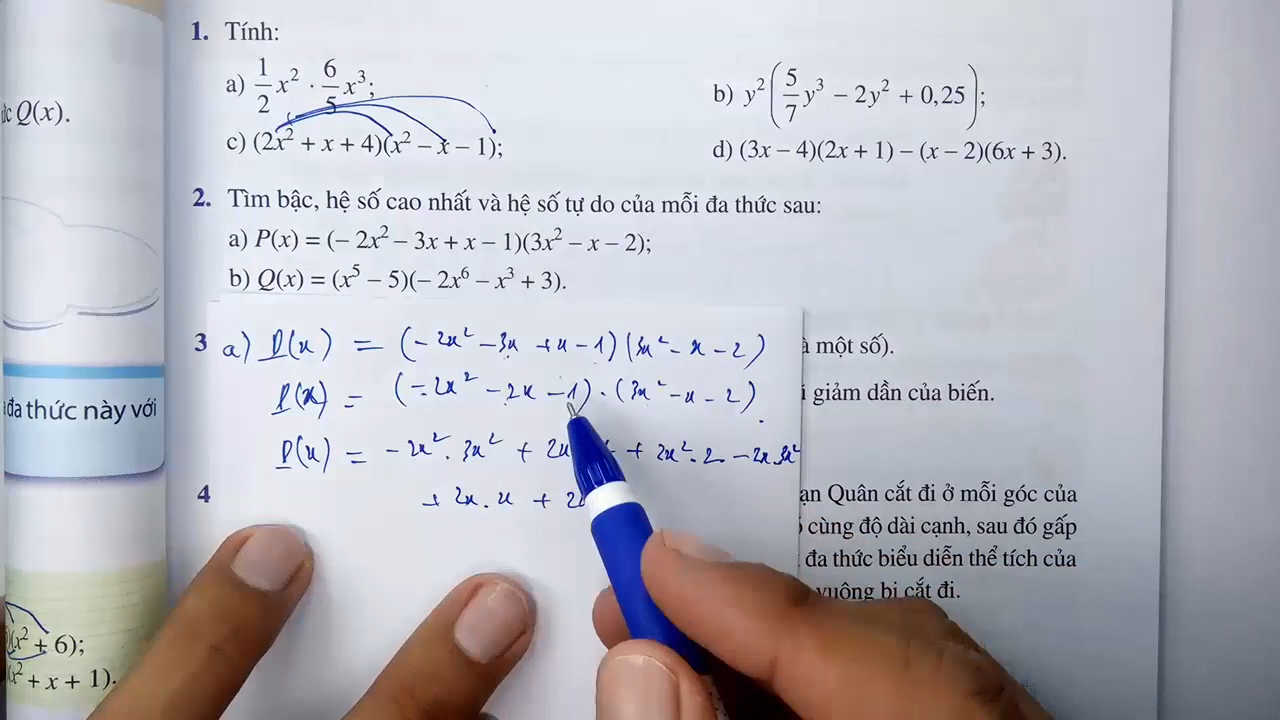 1. Tính:
a) 1/2 x² · 6/5 x³;
b) y²(5/7 y³ − 2y² + 0,25);
c) (2x² + x + 4)(x² − x − 1);
d) (3x − 4)(2x + 1) − (x − 2)(6x + 3).
Q(x).
2. Tìm bậc, hệ số cao nhất và hệ số tự do của mỗi đa thức sau:
a) P(x) = (− 2x² − 3x + x − 1)(3x² − x − 2);
b) Q(x) = (x⁵ − 5)(− 2x⁶ − x³ + 3).
3 a) P(x) = (−2x² −3x +x −1)(3x² − x − 2)
một số).
P(x) = (−2x² −2x −1) · (3x² − x − 2)
giảm dần của biến.
đa thức này với
P(x) = −2x² . 3x² + 2x + 2x² . 2 − 2x.3x²
4
+ 2x . x + 2
Quân cắt đi ở mỗi góc của
cùng độ dài cạnh, sau đó gấp
đa thức biểu diễn thể tích của
vuông bị cắt đi.
(x² + 6);
(x² + x + 1).